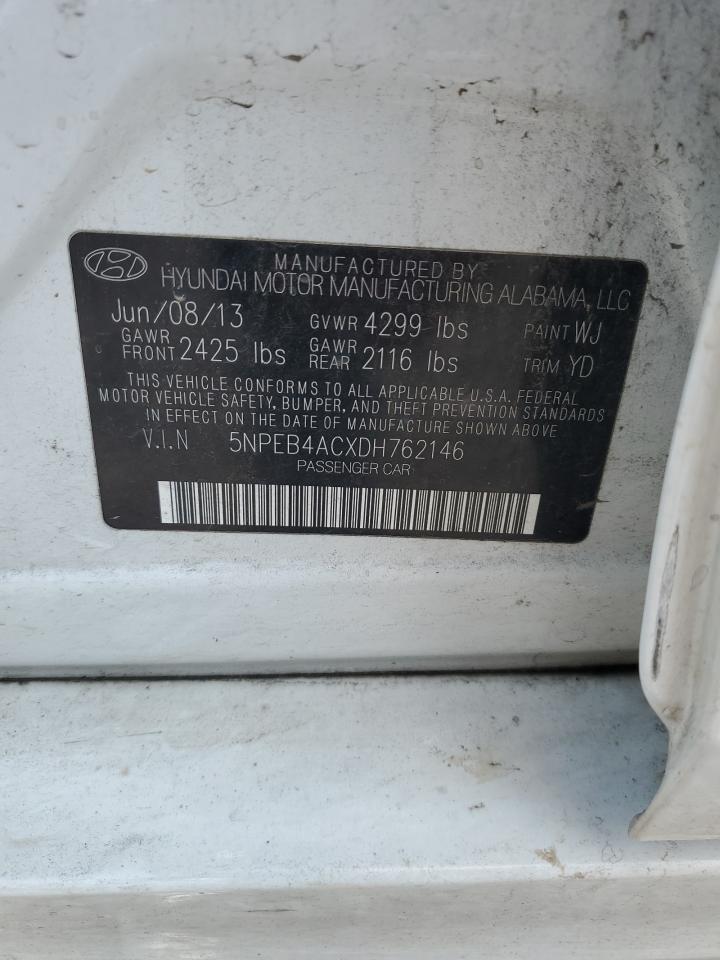 MANUFACTURED BY
HYUNDAI MOTOR MANUFACTURING ALABAMA, LLC
Jun/08/13 GVWR 4299 lbs PAINT WJ
GAWR FRONT 2425 lbs GAWR REAR 2116 lbs TRIM YD
THIS VEHICLE CONFORMS TO ALL APPLICABLE U.S.A. FEDERAL
MOTOR VEHICLE SAFETY, BUMPER, AND THEFT PREVENTION STANDARDS
IN EFFECT ON THE DATE OF MANUFACTURE SHOWN ABOVE
V.I.N 5NPEB4ACXDH762146
PASSENGER CAR